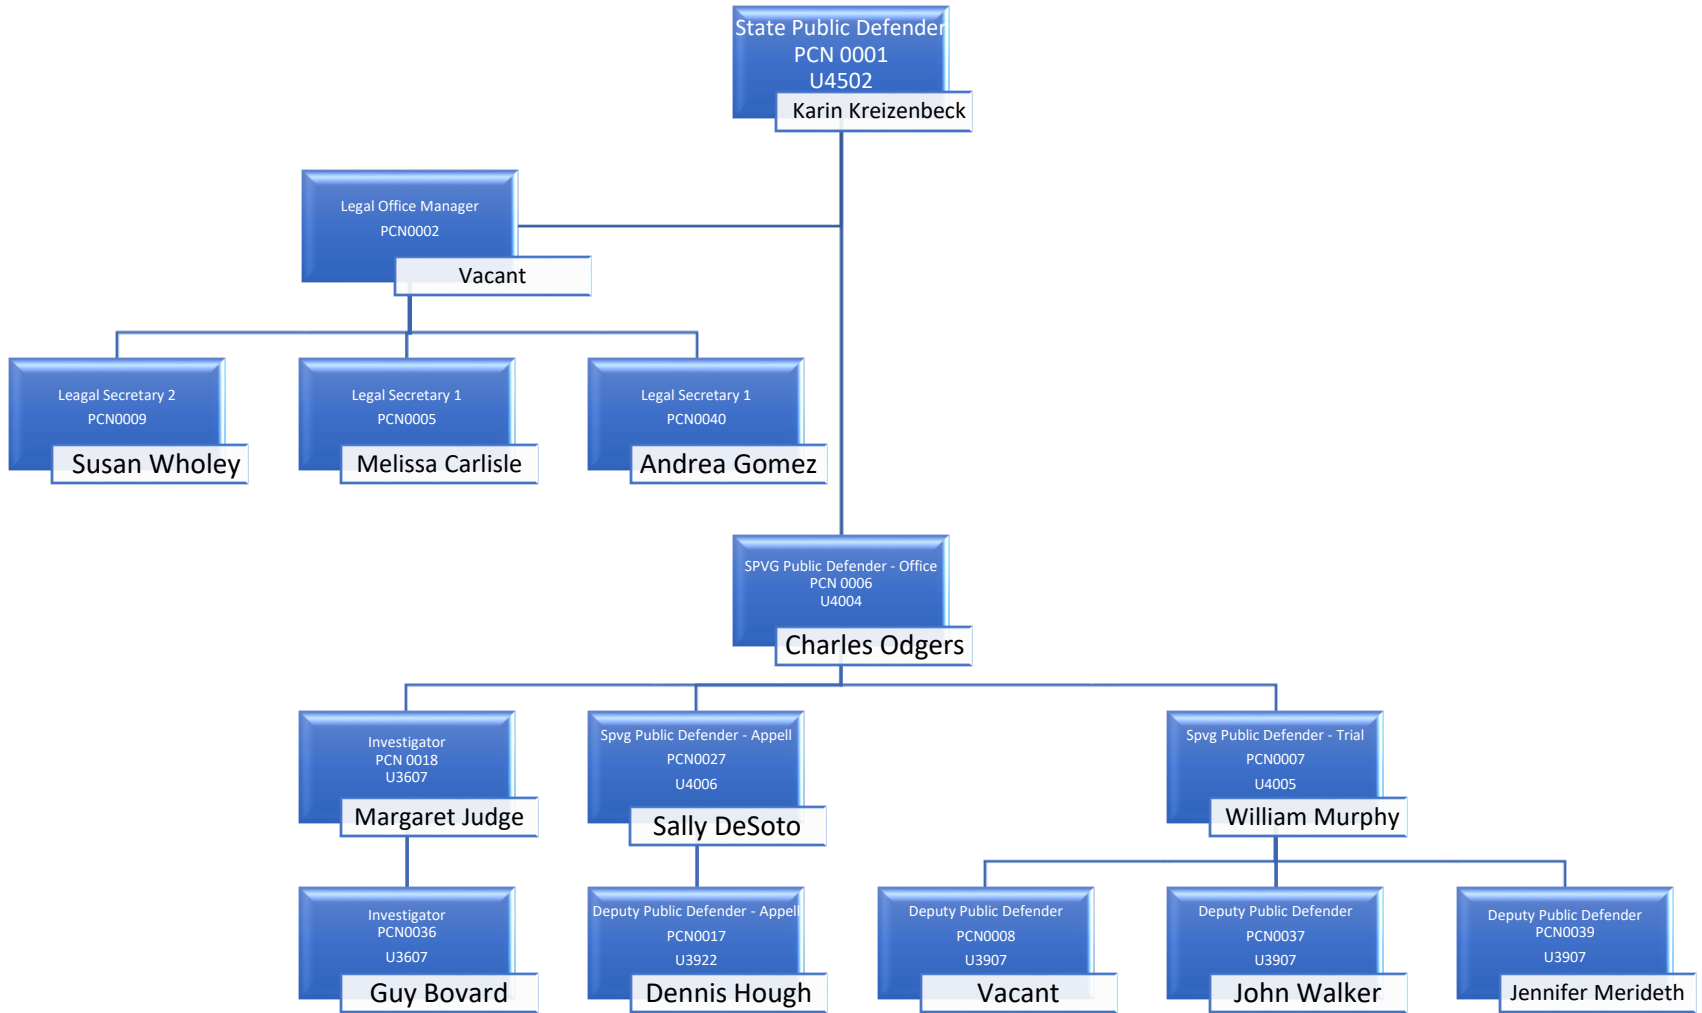 State Public Defender
PCN 0001
U4502
Karin Kreizenbeck
Legal Office Manager
PCN0002
Vacant
Leagal Secretary 2
PCN0009
Susan Wholey
Legal Secretary 1
PCN0005
Melissa Carlisle
Legal Secretary 1
PCN0040
Andrea Gomez
SPVG Public Defender - Office
PCN 0006
U4004
Charles Odgers
Investigator
PCN 0018
U3607
Margaret Judge
Spvg Public Defender - Appell
PCN0027
U4006
Sally DeSoto
Spvg Public Defender - Trial
PCN0007
U4005
William Murphy
Investigator
PCN0036
U3607
Guy Bovard
Deputy Public Defender - Appell
PCN0017
U3922
Dennis Hough
Deputy Public Defender
PCN0008
U3907
Vacant
Deputy Public Defender
PCN0037
U3907
John Walker
Deputy Public Defender
PCN0039
U3907
Jennifer Merideth